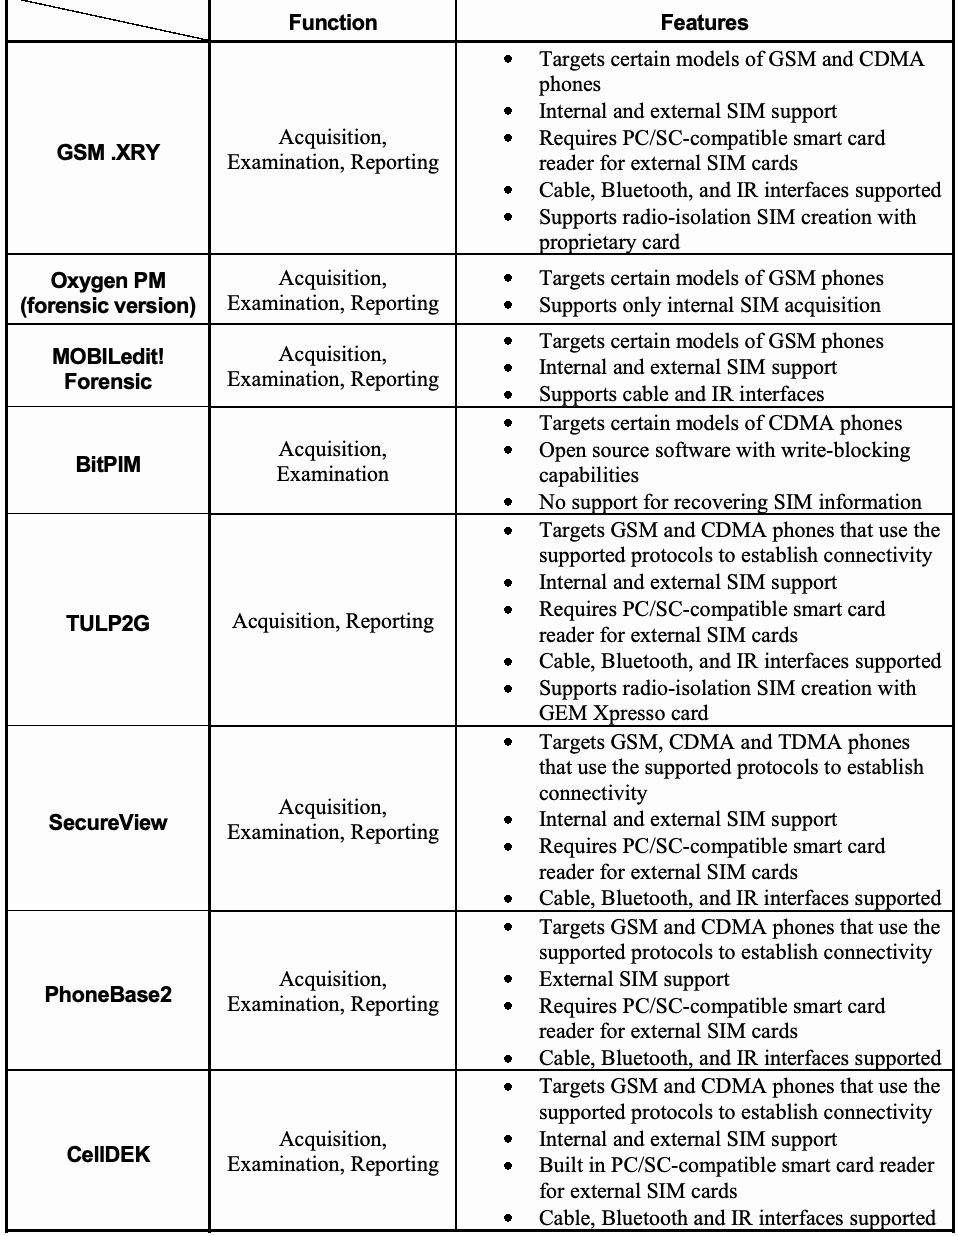 Function
Features
GSM .XRY
Acquisition,
Examination, Reporting
• Targets certain models of GSM and CDMA
phones
• Internal and external SIM support
• Requires PC/SC-compatible smart card
reader for external SIM cards
• Cable, Bluetooth, and IR interfaces supported
• Supports radio-isolation SIM creation with
proprietary card
Oxygen PM
(forensic version)
Acquisition,
Examination, Reporting
• Targets certain models of GSM phones
• Supports only internal SIM acquisition
MOBILedit!
Forensic
Acquisition,
Examination, Reporting
• Targets certain models of GSM phones
• Internal and external SIM support
• Supports cable and IR interfaces
BitPIM
Acquisition,
Examination
• Targets certain models of CDMA phones
• Open source software with write-blocking
capabilities
• No support for recovering SIM information
TULP2G
Acquisition, Reporting
• Targets GSM and CDMA phones that use the
supported protocols to establish connectivity
• Internal and external SIM support
• Requires PC/SC-compatible smart card
reader for external SIM cards
• Cable, Bluetooth, and IR interfaces supported
• Supports radio-isolation SIM creation with
GEM Xpresso card
SecureView
Acquisition,
Examination, Reporting
• Targets GSM, CDMA and TDMA phones
that use the supported protocols to establish
connectivity
• Internal and external SIM support
• Requires PC/SC-compatible smart card
reader for external SIM cards
• Cable, Bluetooth, and IR interfaces supported
PhoneBase2
Acquisition,
Examination, Reporting
• Targets GSM and CDMA phones that use the
supported protocols to establish connectivity
• External SIM support
• Requires PC/SC-compatible smart card
reader for external SIM cards
• Cable, Bluetooth, and IR interfaces supported
CellDEK
Acquisition,
Examination, Reporting
• Targets GSM and CDMA phones that use the
supported protocols to establish connectivity
• Internal and external SIM support
• Built in PC/SC-compatible smart card reader
for external SIM cards
• Cable, Bluetooth and IR interfaces supported